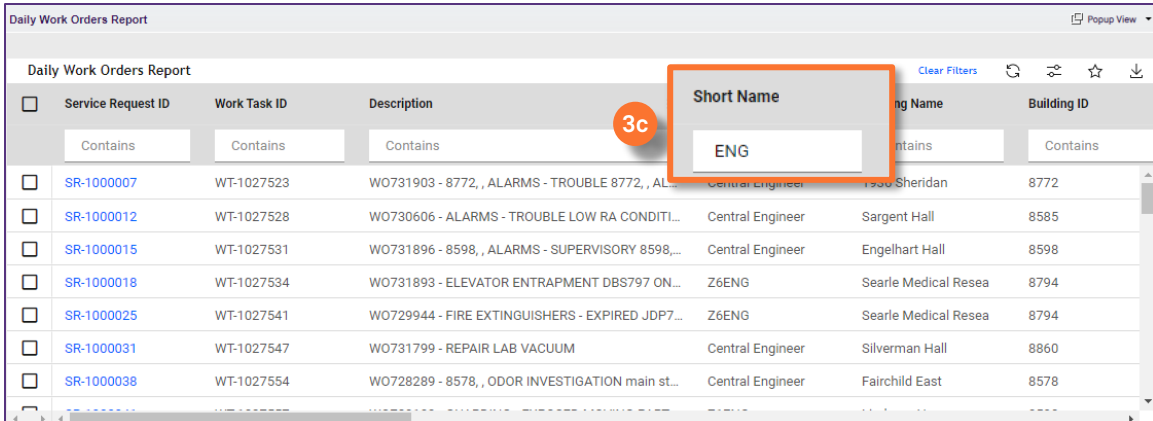 Daily Work Orders Report Popup View
Daily Work Orders Report Clear Filters
Service Request ID Work Task ID Description Short Name ng Name Building ID
3c
Contains Contains Contains ENG ntains Contains
SR-1000007 WT-1027523 WO731903 - 8772, , ALARMS - TROUBLE 8772, , AL... Central Engineer 1936 Sheridan 8772
SR-1000012 WT-1027528 WO730606 - ALARMS - TROUBLE LOW RA CONDITI... Central Engineer Sargent Hall 8585
SR-1000015 WT-1027531 WO731896 - 8598, , ALARMS - SUPERVISORY 8598,... Central Engineer Engelhart Hall 8598
SR-1000018 WT-1027534 WO731893 - ELEVATOR ENTRAPMENT DBS797 ON... Z6ENG Searle Medical Resea 8794
SR-1000025 WT-1027541 WO729944 - FIRE EXTINGUISHERS - EXPIRED JDP7... Z6ENG Searle Medical Resea 8794
SR-1000031 WT-1027547 WO731799 - REPAIR LAB VACUUM Central Engineer Silverman Hall 8860
SR-1000038 WT-1027554 WO728289 - 8578, , ODOR INVESTIGATION main st... Central Engineer Fairchild East 8578